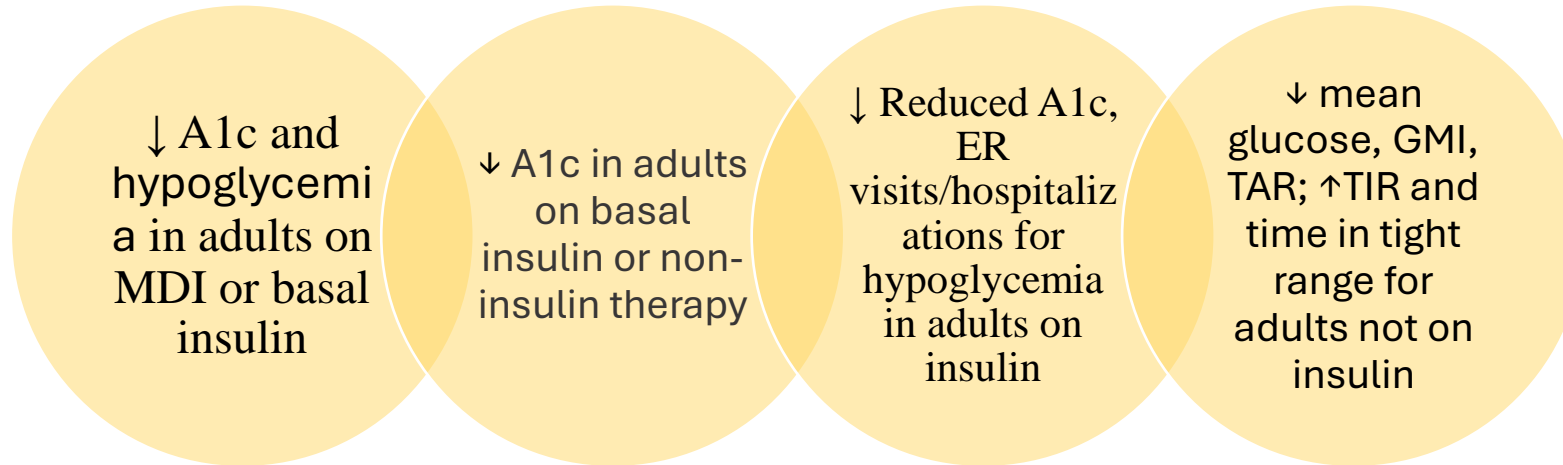 ↓ A1c and
hypoglycemi
a in adults on
MDI or basal
insulin
↓ A1c in adults
on basal
insulin or non-
insulin therapy
↓ Reduced A1c,
ER
visits/hospitaliz
ations for
hypoglycemia
in adults on
insulin
↓ mean
glucose, GMI,
TAR; ↑TIR and
time in tight
range for
adults not on
insulin